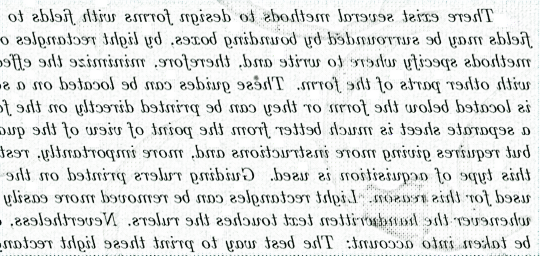 There exist several methods to design forms with fields to
fields may be surrounded by bounding boxes, by light rectangles o
methods specify where to write and, therefore, minimize the effe
with other parts of the form. These guides can be located on a s
is located below the form or they can be printed directly on the f
a separate sheet is much better from the point of view of the qua
but requires giving more instructions and, more importantly, rest
this type of acquisition is used. Guiding rulers printed on the
used for this reason. Light rectangles can be removed more easily
whenever the handwritten text touches the rulers. Nevertheless,
be taken into account: The best way to print these light rectang